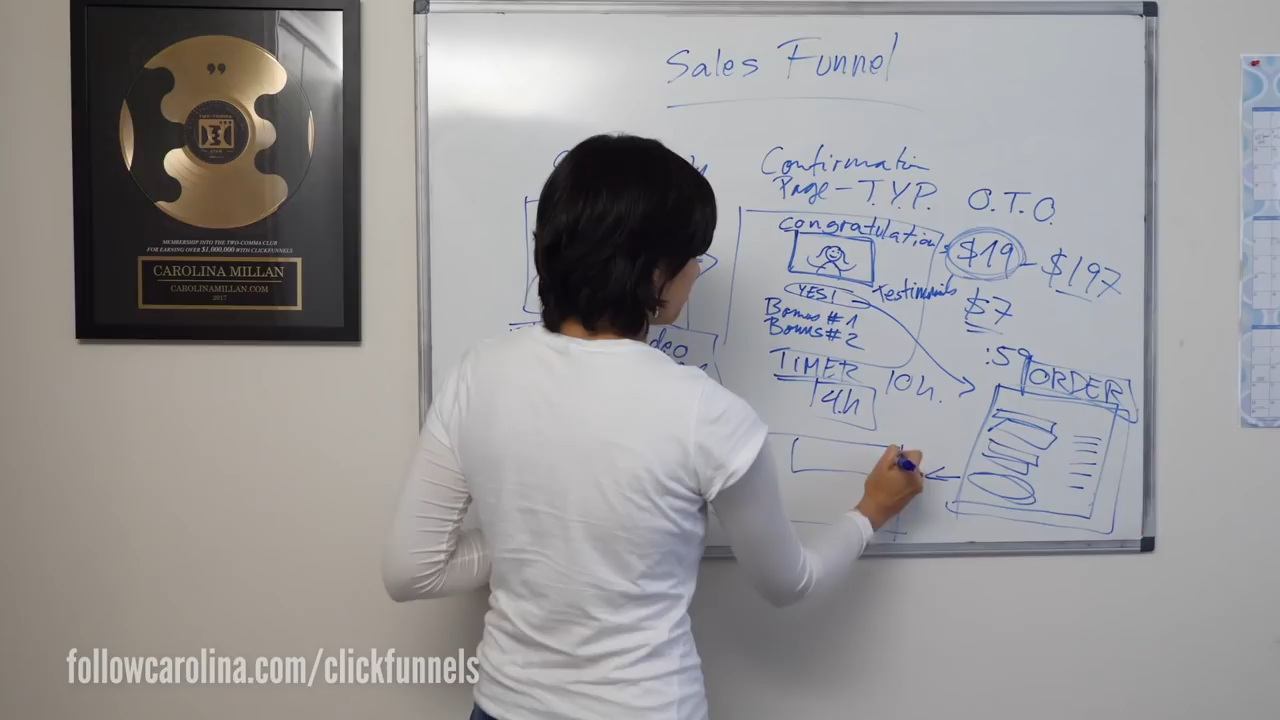 ”
MEMBERSHIP INTO THE TWO-COMMA CLUB
FOR EARNING OVER $1,000,000 WITH CLICKFUNNELS
CAROLINA MILLAN
CAROLINAMILLAN.COM
2017
Sales Funnel
Confirmation
Page - T.Y.P.
O.T.O.
congratulations
$19 - $197
YES!
Testimonials
$7
Bonus #1
Bonus #2
:59
TIMER
10h.
ORDER
4h
deo
followcarolina.com/clickfunnels